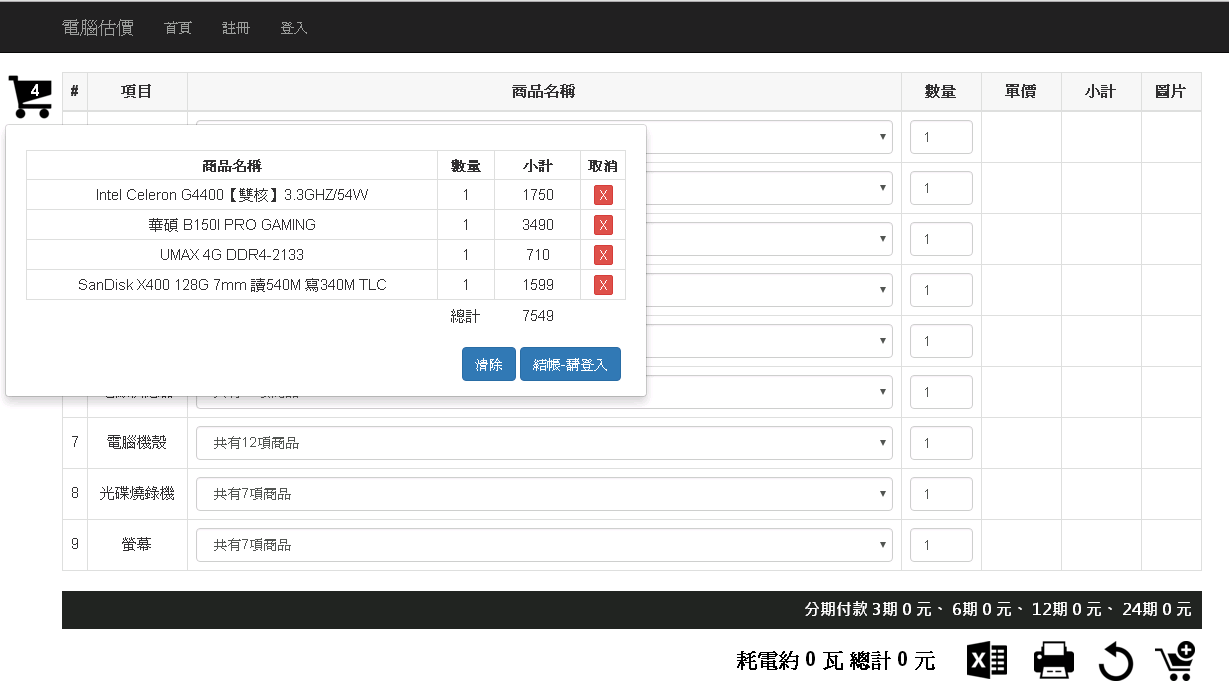 電腦估價 首頁 註冊 登入
4
# 項目 商品名稱 數量 單價 小計 圖片
1
1
1
1
1
1
商品名稱 數量 小計 取消
Intel Celeron G4400【雙核】3.3GHZ/54W 1 1750 X
華碩 B150I PRO GAMING 1 3490 X
UMAX 4G DDR4-2133 1 710 X
SanDisk X400 128G 7mm 讀540M 寫340M TLC 1 1599 X
總計 7549
清除 結帳-請登入
7 電腦機殼 共有12項商品 1
8 光碟燒錄機 共有7項商品 1
9 螢幕 共有7項商品 1
分期付款 3期 0 元、 6期 0 元、 12期 0 元、 24期 0 元
耗電約 0 瓦 總計 0 元